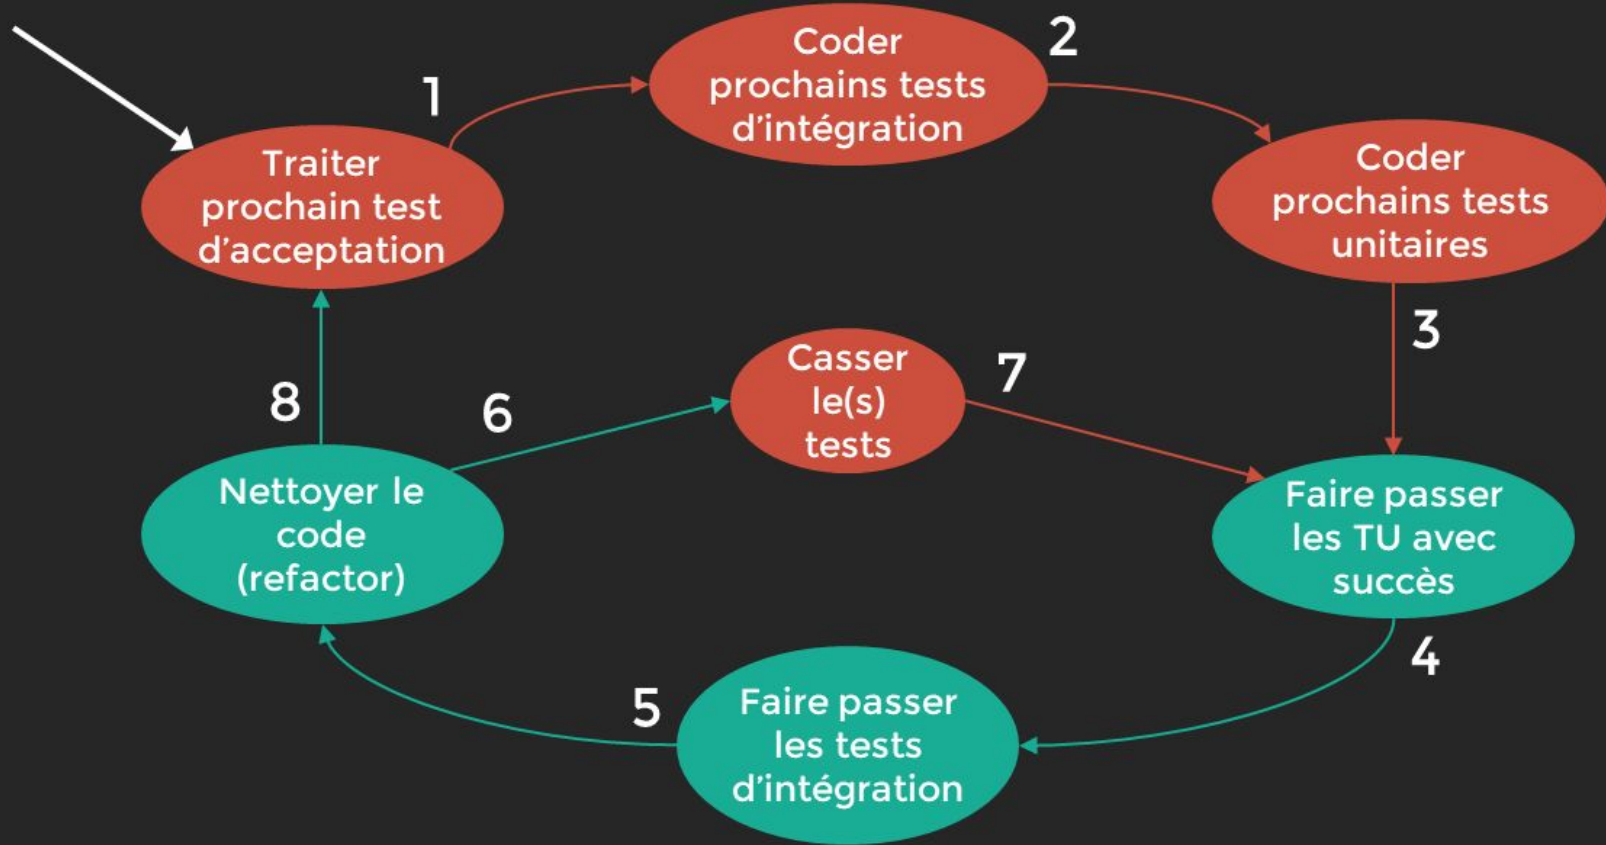 1
Coder
prochains tests
d'intégration
2
Traiter
prochain test
d'acceptation
Coder
prochains tests
unitaires
3
Casser
le(s)
tests
7
8
6
Nettoyer le
code
(refactor)
Faire passer
les TU avec
succès
4
5
Faire passer
les tests
d'intégration